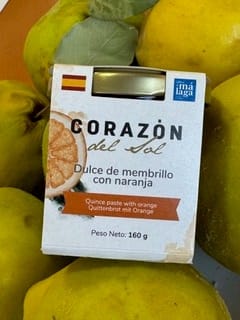 málaga
CORAZÓN
del Sol
Dulce de membrillo
con naranja
Quince paste with orange
Quittenbrot mit Orange
Peso Neto: 160 g